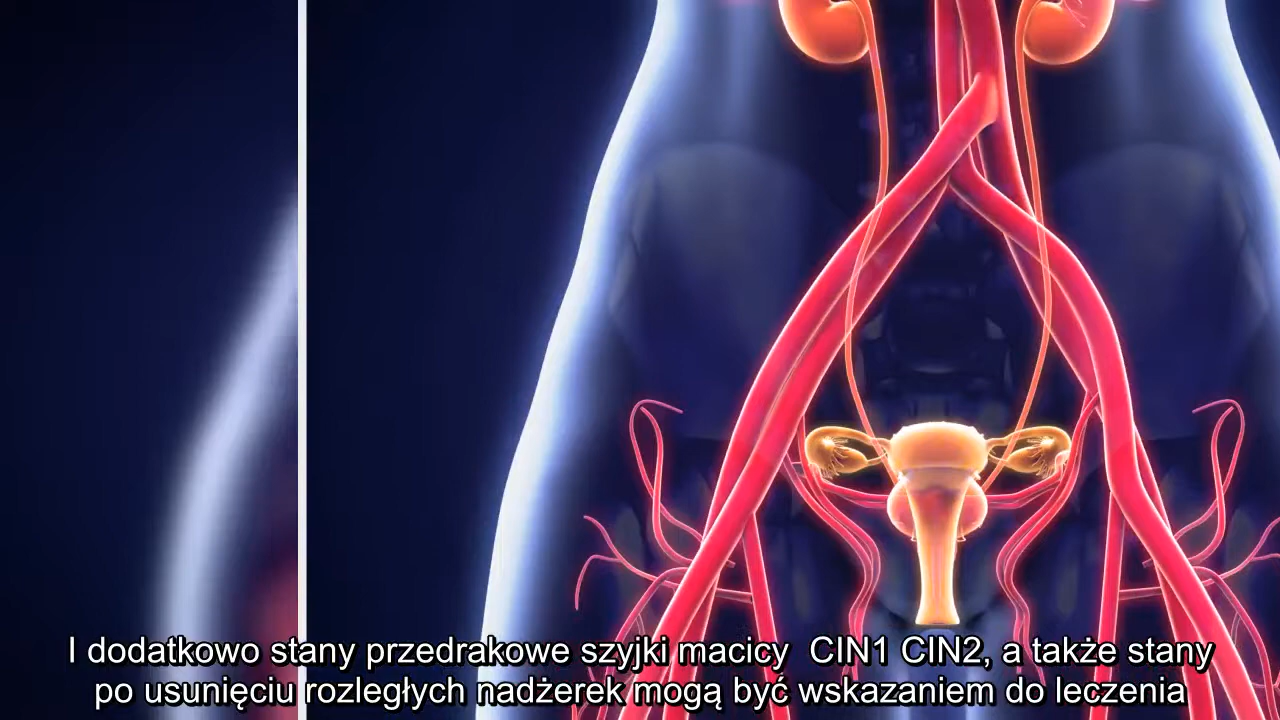 I dodatkowo stany przedrakowe szyjki macicy CIN1 CIN2, a także stany
po usunięciu rozległych nadżerek mogą być wskazaniem do leczenia